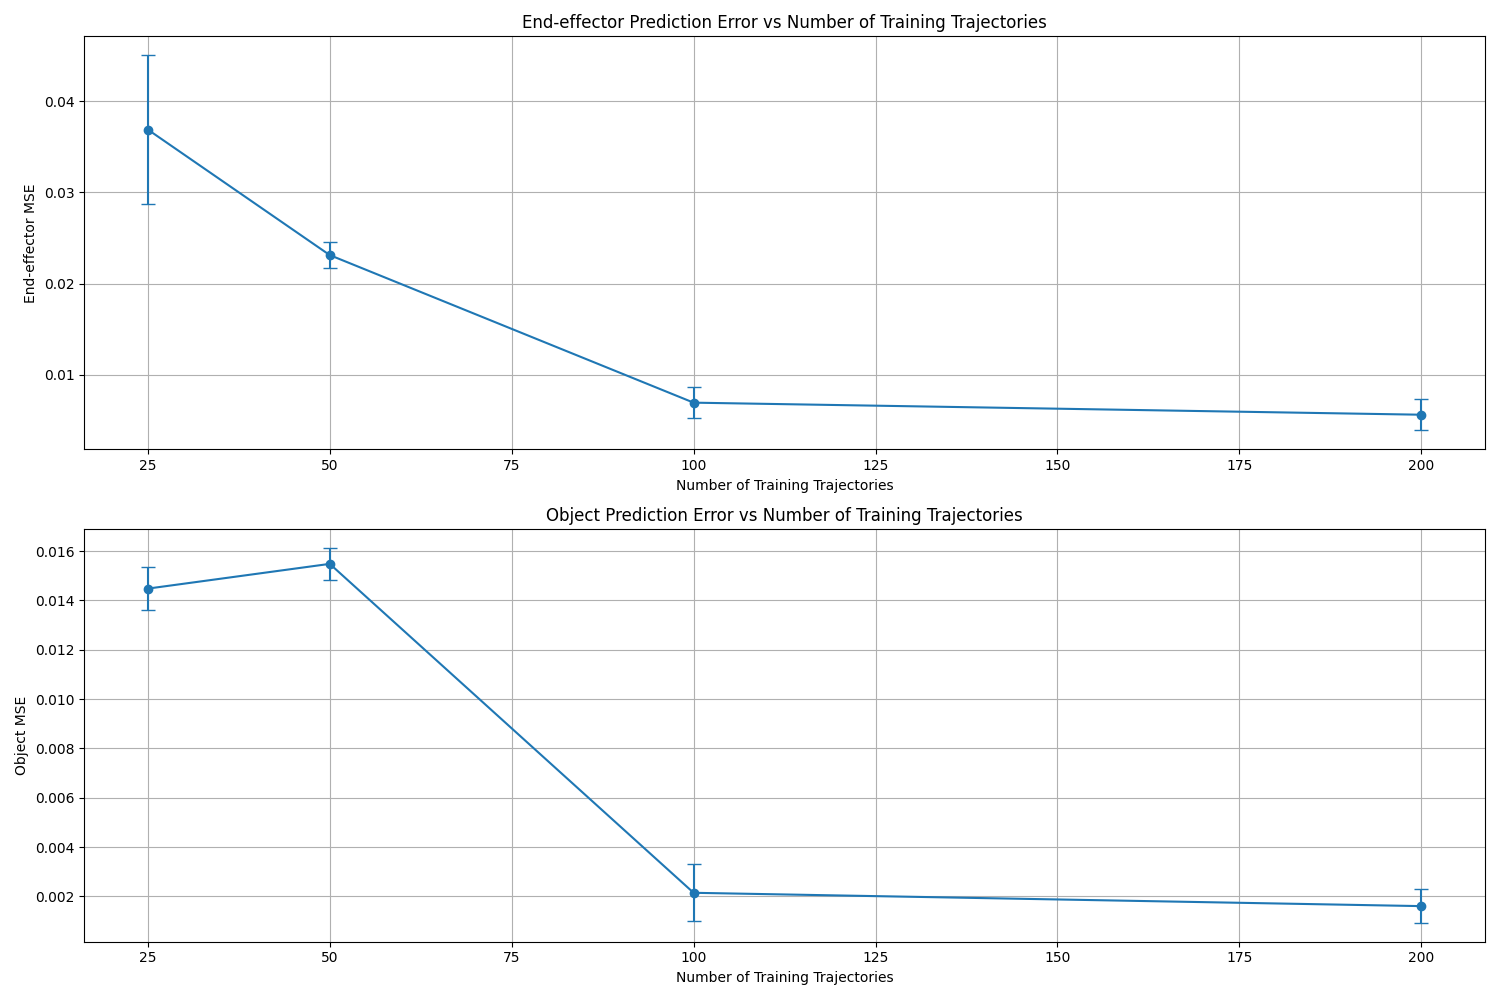 End-effector Prediction Error vs Number of Training Trajectories
0.04
0.03
0.02
0.01
End-effector MSE
25 50 75 100 125 150 175 200
Number of Training Trajectories
Object Prediction Error vs Number of Training Trajectories
0.016
0.014
0.012
0.010
0.008
0.006
0.004
0.002
Object MSE
25 50 75 100 125 150 175 200
Number of Training Trajectories